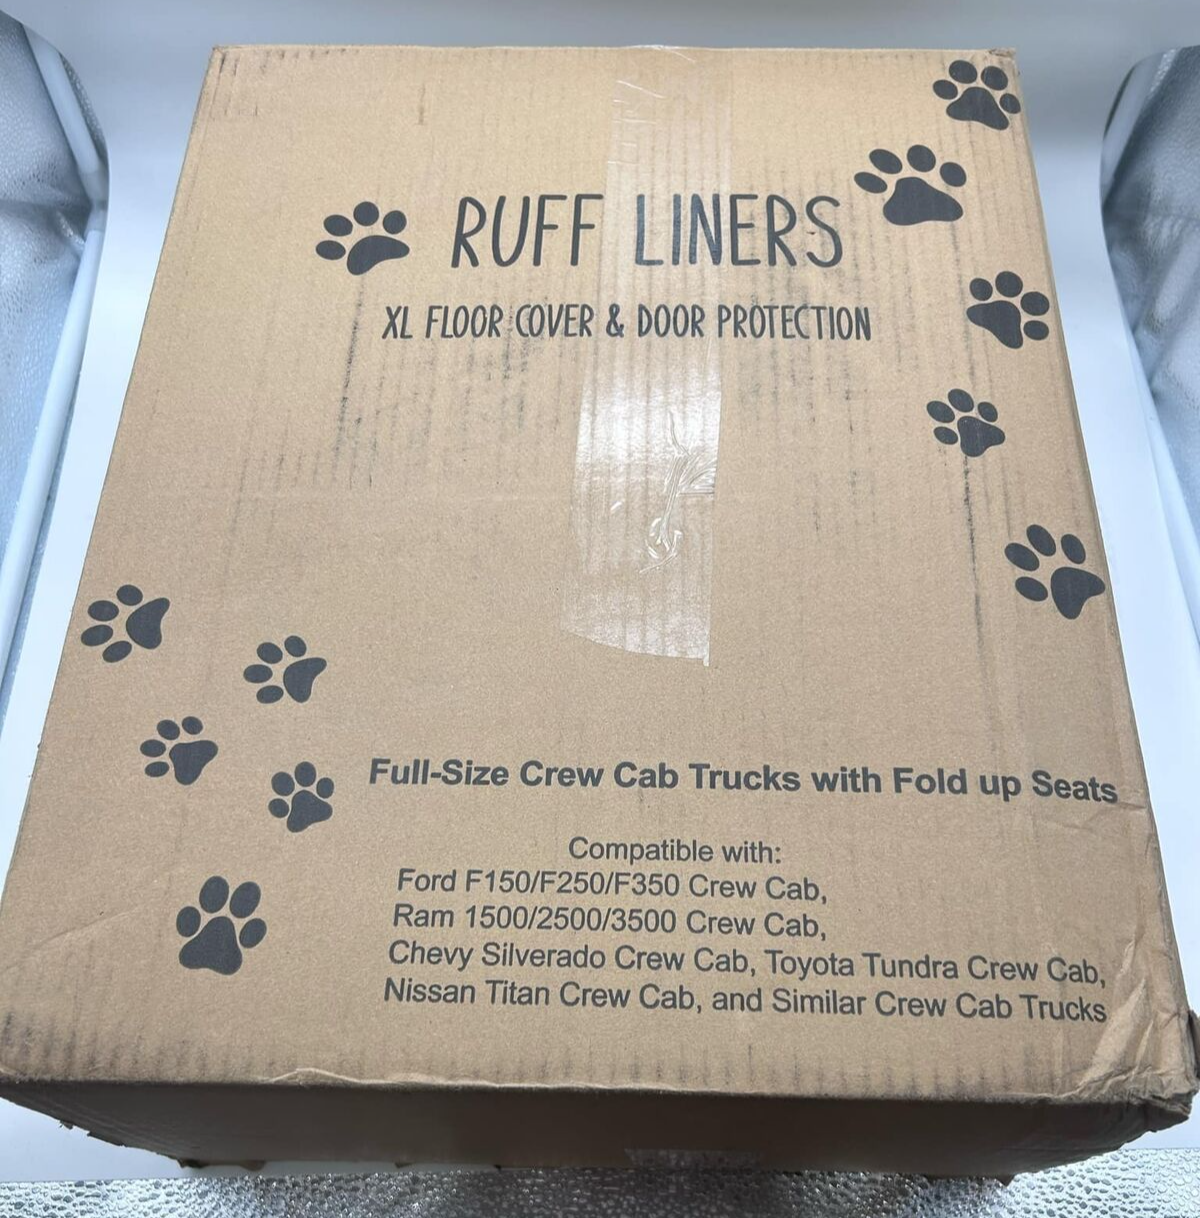 RUFF LINERS
XL FLOOR COVER & DOOR PROTECTION
Full-Size Crew Cab Trucks with Fold up Seats
Compatible with:
Ford F150/F250/F350 Crew Cab,
Ram 1500/2500/3500 Crew Cab,
Chevy Silverado Crew Cab, Toyota Tundra Crew Cab,
Nissan Titan Crew Cab, and Similar Crew Cab Trucks